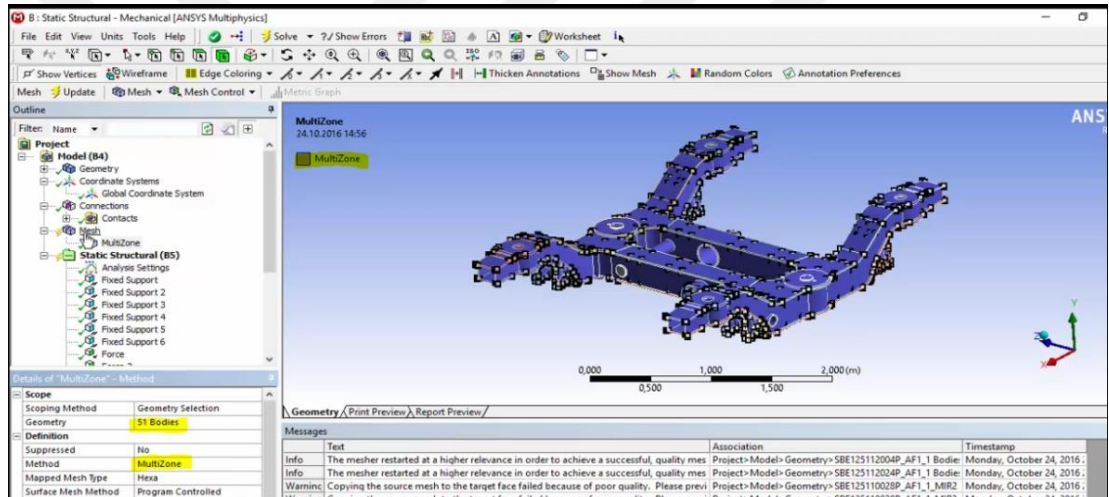 B : Static Structural - Mechanical [ANSYS Multiphysics]
File Edit View Units Tools Help Solve ?/ Show Errors Worksheet
Show Vertices Wireframe Edge Coloring Thicken Annotations Show Mesh Random Colors Annotation Preferences
Mesh Update Mesh Mesh Control Metric Graph
Outline
Filter: Name
Project
Model (B4)
Geometry
Coordinate Systems
Global Coordinate System
Connections
Contacts
Mesh
MultiZone
Static Structural (B5)
Analysis Settings
Fixed Support
Fixed Support 2
Fixed Support 3
Fixed Support 4
Fixed Support 5
Fixed Support 6
Force
MultiZone
24.10.2016 14:56
MultiZone
ANS
Y
X
0,000 1,000 2,000 (m)
0,500 1,500
Geometry Print Preview Report Preview
Details of "MultiZone" - Method
Scope
Scoping Method Geometry Selection
Geometry 51 Bodies
Definition
Suppressed No
Method MultiZone
Mapped Mesh Type Hexa
Surface Mesh Method Program Controlled
Messages
Text Association Timestamp
Info The mesher restarted at a higher relevance in order to achieve a successful, quality mes Project>Model>Geometry>SBE125112004P_AF1_1 Bodie: Monday, October 24, 2016
Info The mesher restarted at a higher relevance in order to achieve a successful, quality mes Project>Model>Geometry>SBE125112004P_AF1_1 Bodie: Monday, October 24, 2016
Warning Copying the source mesh to the target face failed because of poor quality. Please previ Project>Model>Geometry>SBE125110028P_AF1_1_MIR2 Monday, October 24, 2016